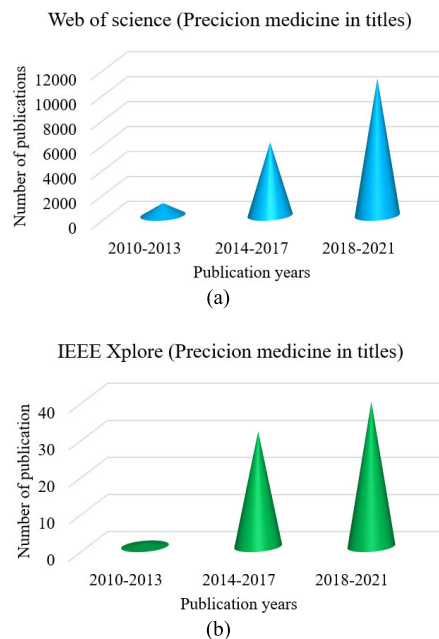 Web of science (Precicion medicine in titles)
Number of publications
12000
10000
8000
6000
4000
2000
0
2010-2013 2014-2017 2018-2021
Publication years
(a)
IEEE Xplore (Precicion medicine in titles)
Number of publication
40
30
20
10
0
2010-2013 2014-2017 2018-2021
Publication years
(b)